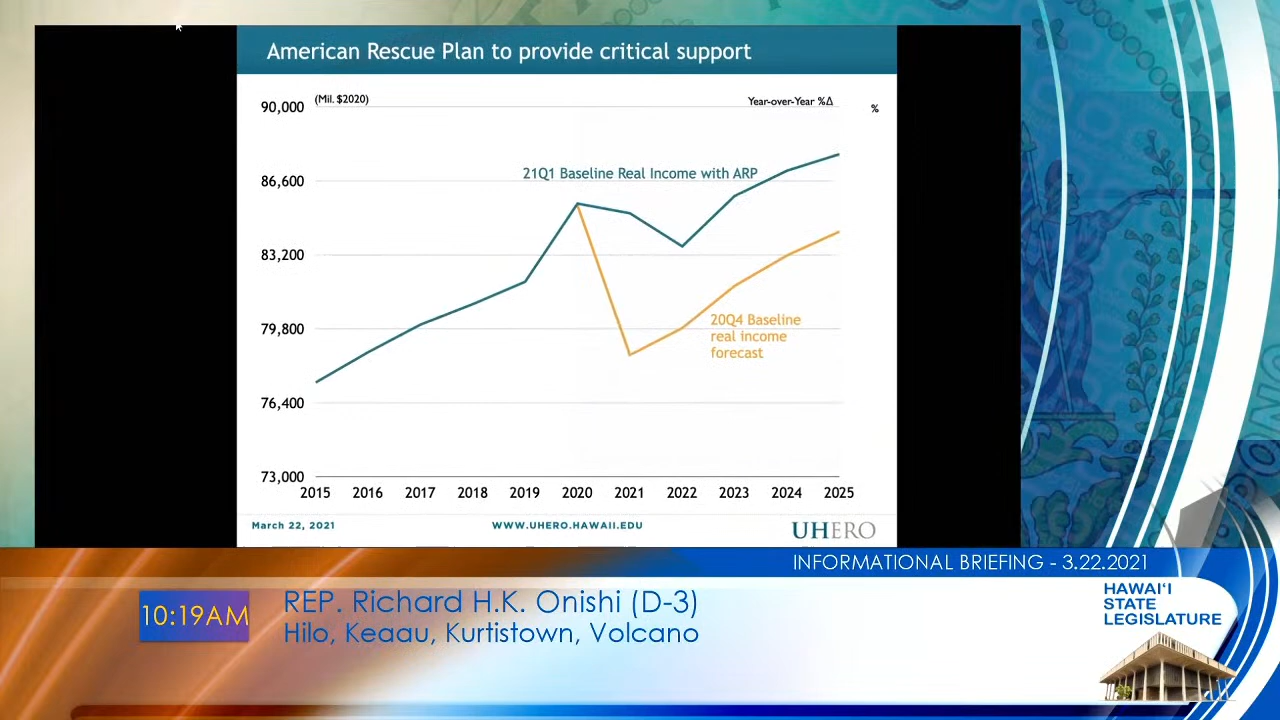 American Rescue Plan to provide critical support
(Mil. $2020)
Year-over-Year %Δ
%
90,000
86,600
83,200
79,800
76,400
73,000
21Q1 Baseline Real Income with ARP
20Q4 Baseline
real income
forecast
2015 2016 2017 2018 2019 2020 2021 2022 2023 2024 2025
March 22, 2021
WWW.UHERO.HAWAII.EDU
UHERO
INFORMATIONAL BRIEFING - 3.22.2021
10:19AM
REP. Richard H.K. Onishi (D-3)
Hilo, Keaau, Kurtistown, Volcano
HAWAIʻI
STATE
LEGISLATURE